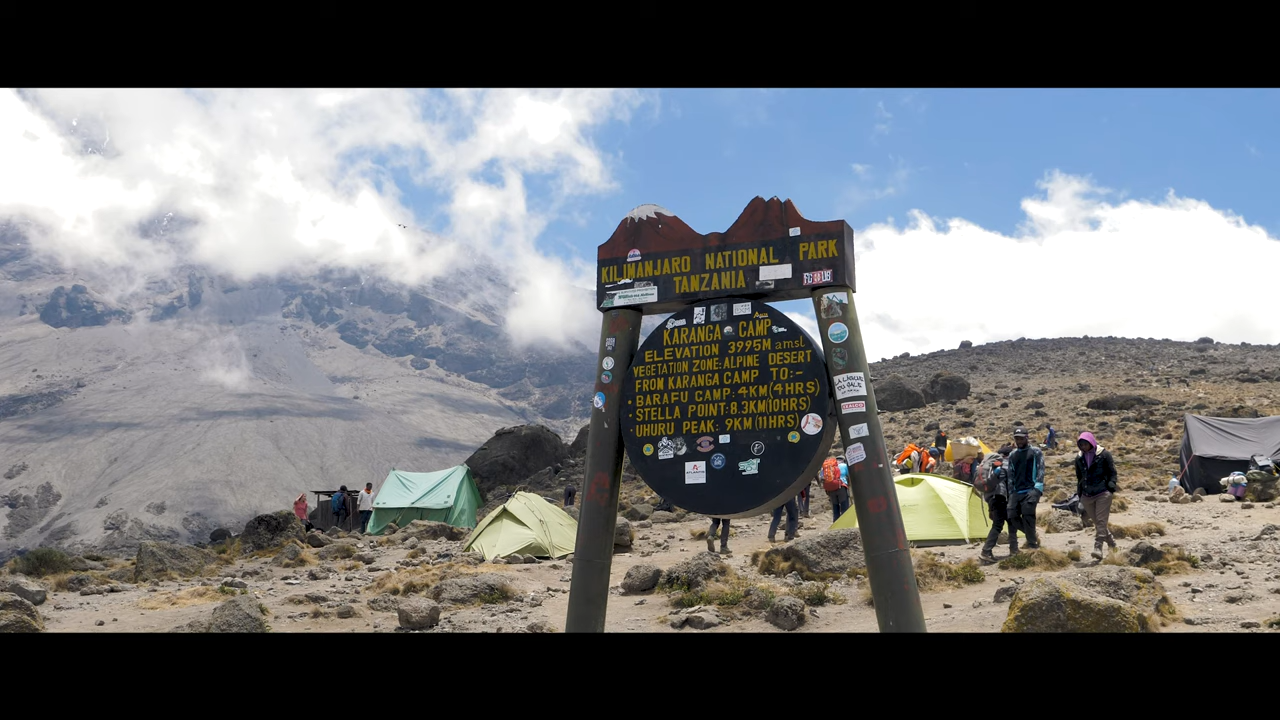 KILIMANJARO NATIONAL PARK
TANZANIA
KARANGA CAMP
ELEVATION 3995M amsl
VEGETATION ZONE: ALPINE DESERT
FROM KARANGA CAMP TO:-
• BARAFU CAMP: 4KM (4HRS)
• STELLA POINT: 8.3KM (10HRS)
• UHURU PEAK: 9KM (11HRS)